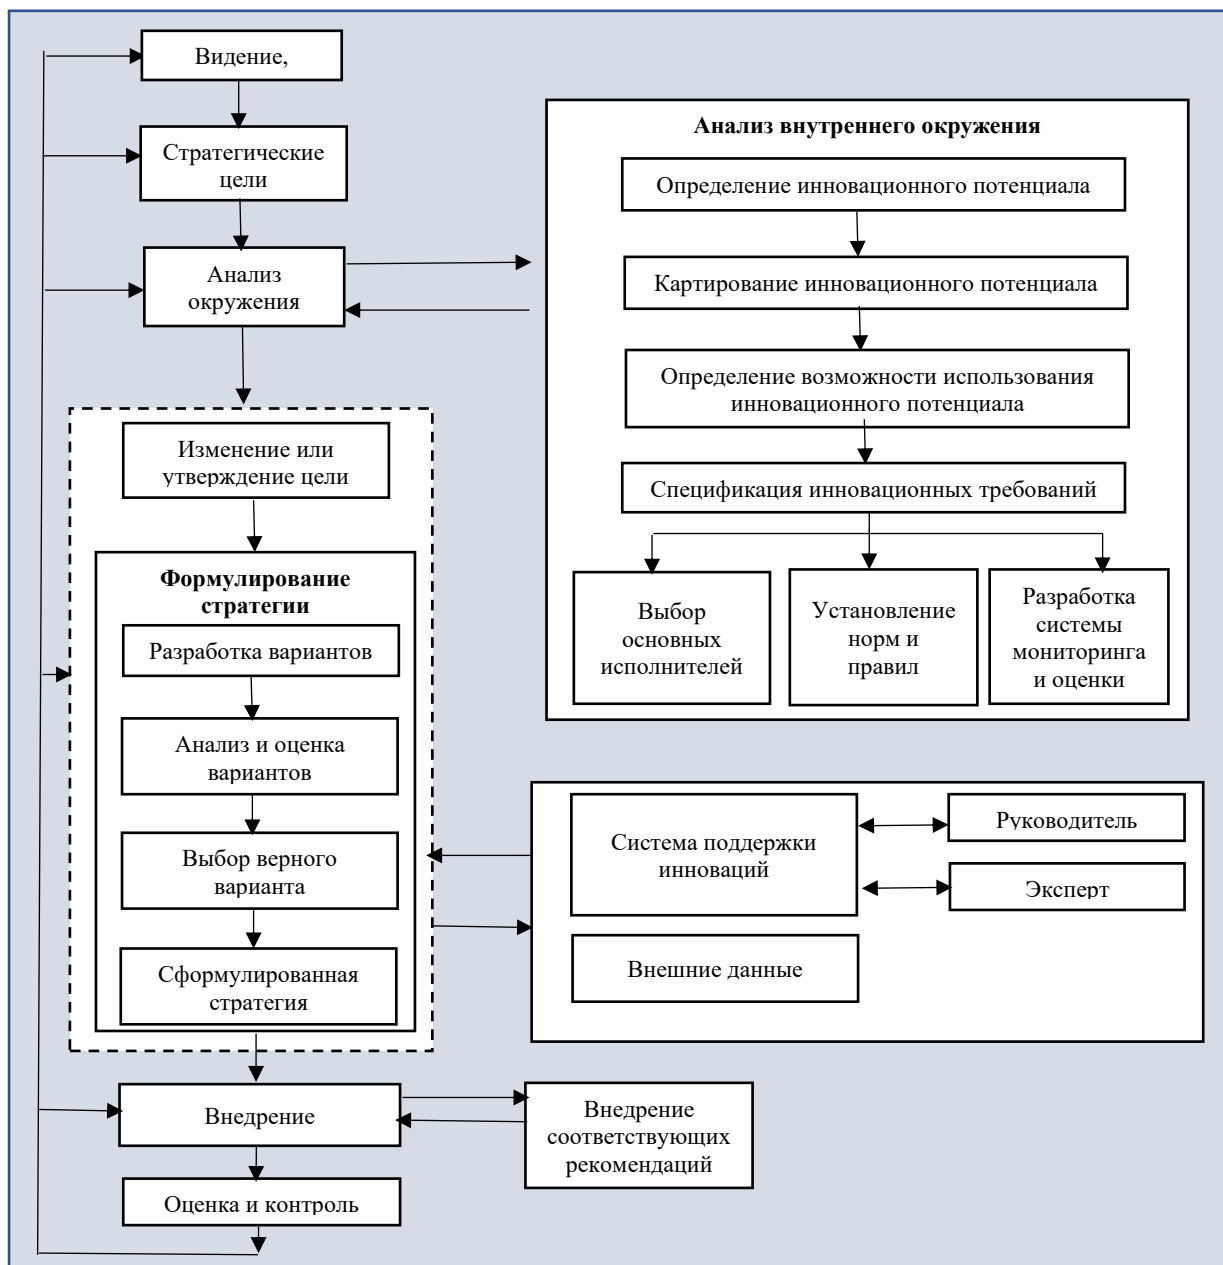 Видение,
Стратегические
цели
Анализ
окружения
Изменение или
утверждение цели
Формулирование
стратегии
Разработка вариантов
Анализ и оценка
вариантов
Выбор верного
варианта
Сформулированная
стратегия
Внедрение
Оценка и контроль
Анализ внутреннего окружения
Определение инновационного потенциала
Картирование инновационного потенциала
Определение возможности использования
инновационного потенциала
Спецификация инновационных требований
Выбор
основных
исполнителей
Установление
норм и
правил
Разработка
системы
мониторинга
и оценки
Система поддержки
инноваций
Руководитель
Эксперт
Внешние данные
Внедрение
соответствующих
рекомендаций